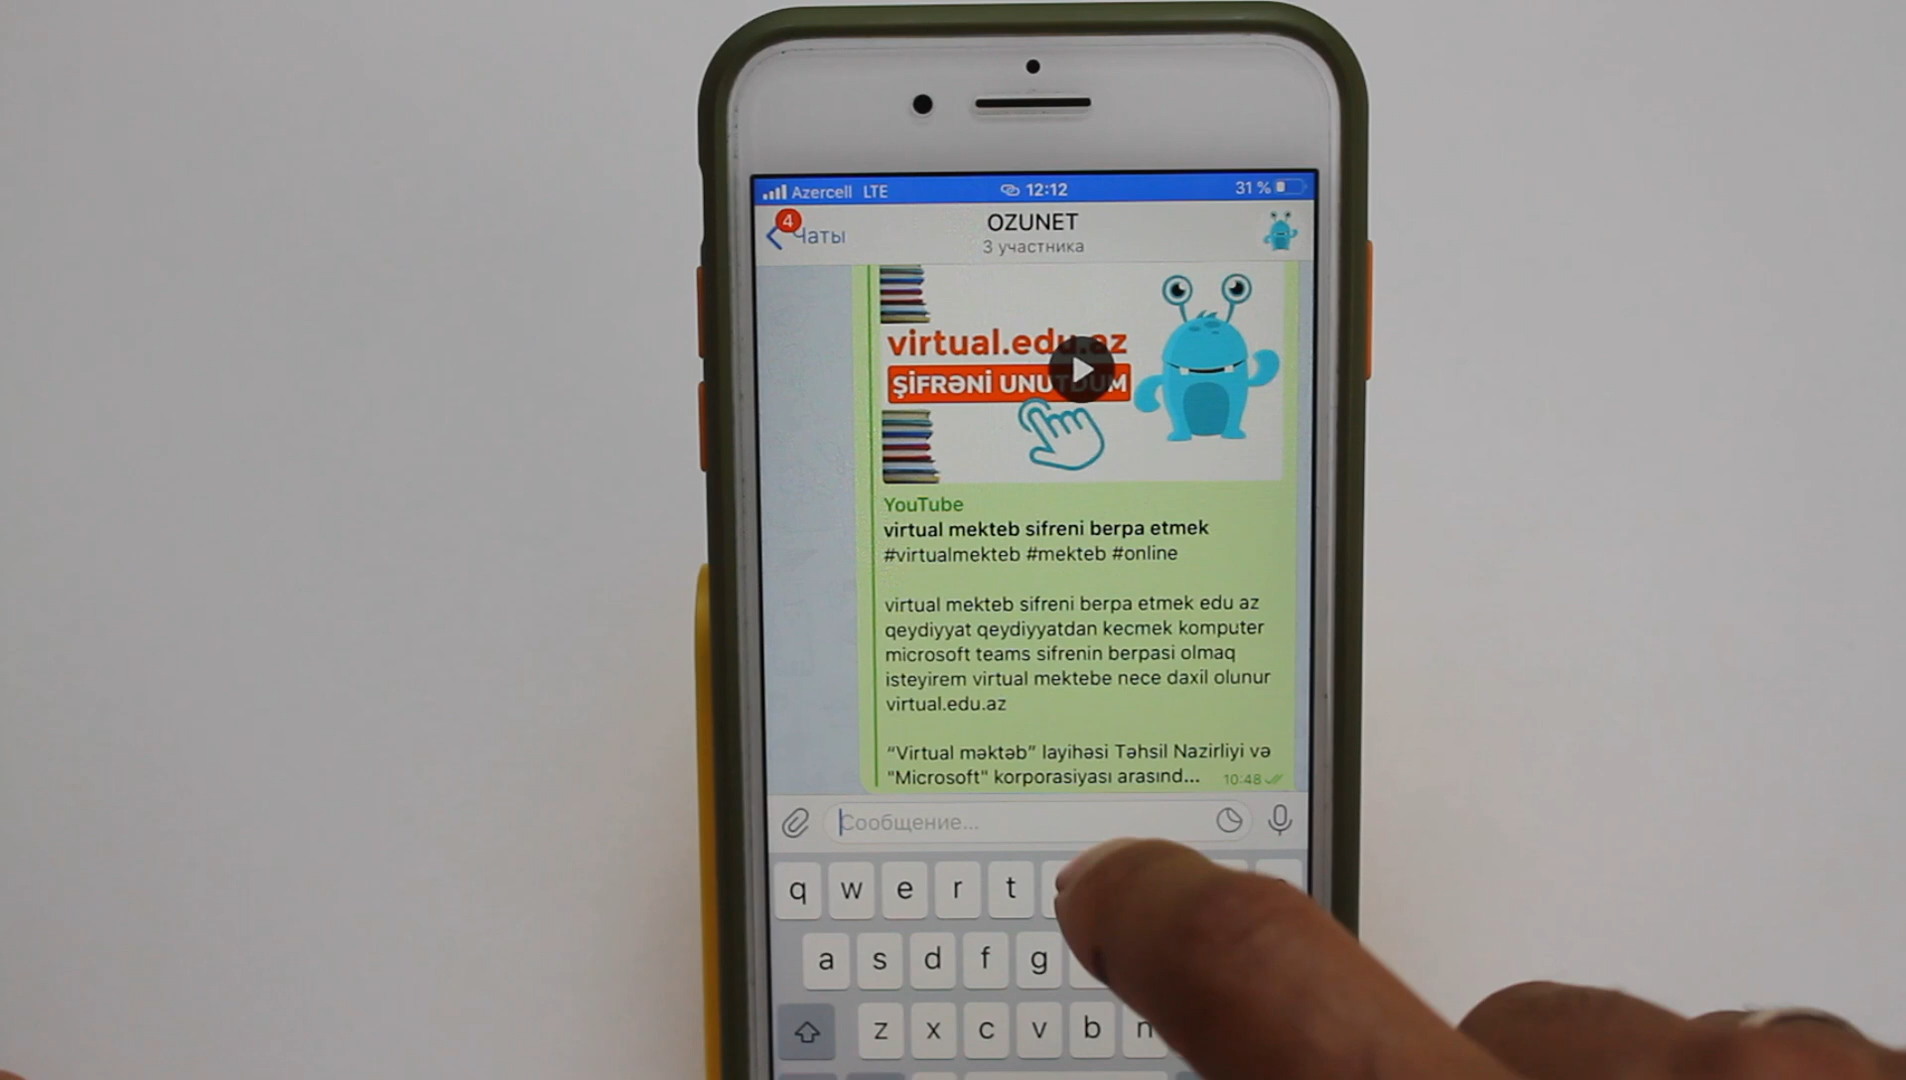 Azercell LTE 12:12 31 %
4
Чаты
OZUNET
3 участника
virtual.edu.az
ŞİFRƏNİ UNUTDUM
YouTube
virtual mekteb sifreni berpa etmek
#virtualmekteb #mekteb #online
virtual mekteb sifreni berpa etmek edu az
qeydiyyat qeydiyyatdan kecmek komputer
microsoft teams sifrenin berpasi olmaq
isteyirem virtual mektebe nece daxil olunur
virtual.edu.az
“Virtual məktəb” layihəsi Təhsil Nazirliyi və
"Microsoft" korporasiyası arasınd... 10:48
Сообщение...
q w e r t
a s d f g
z x c v b n